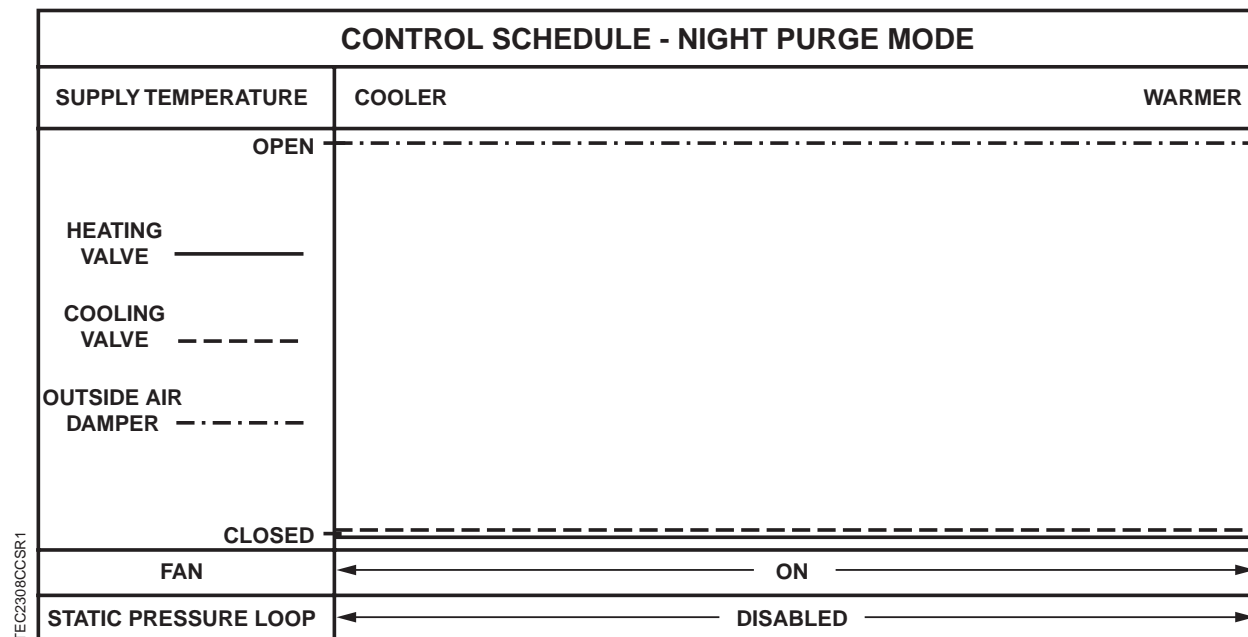 CONTROL SCHEDULE - NIGHT PURGE MODE
SUPPLY TEMPERATURE COOLER WARMER
OPEN
HEATING
VALVE
COOLING
VALVE
OUTSIDE AIR
DAMPER
CLOSED
FAN ON
STATIC PRESSURE LOOP DISABLED
TEC2308CCSR1